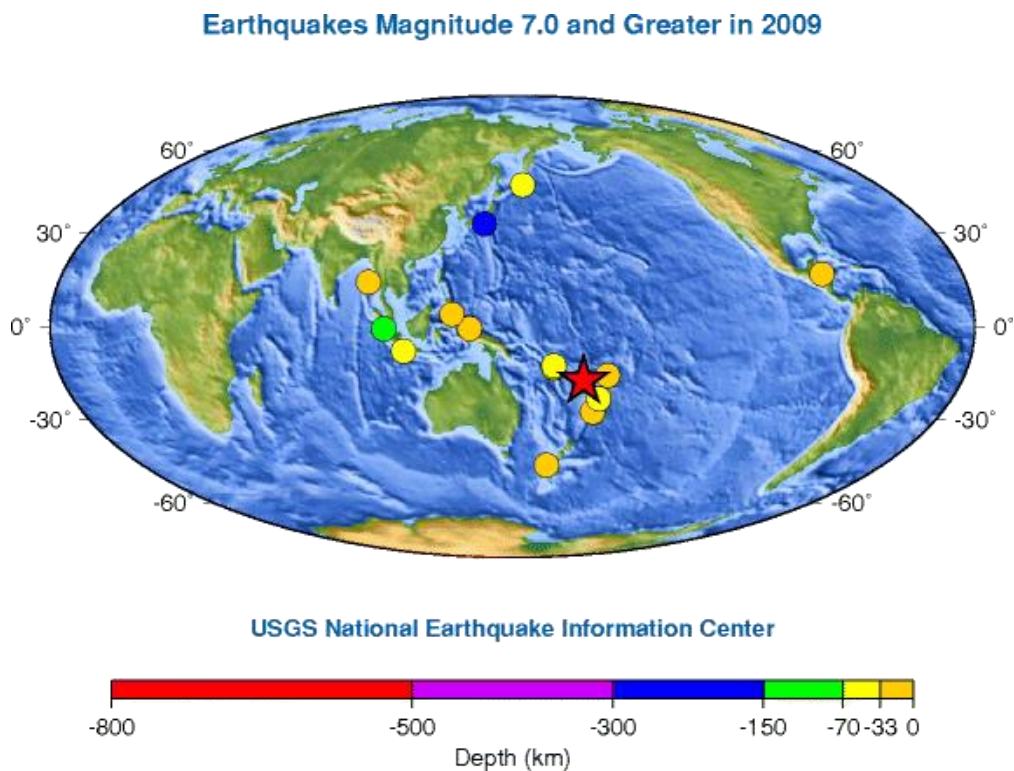 Earthquakes Magnitude 7.0 and Greater in 2009
60˚ 60˚
30˚ 30˚
0˚ 0˚
-30˚ -30˚
-60˚ -60˚
USGS National Earthquake Information Center
-800 -500 -300 -150 -70 -33 0
Depth (km)